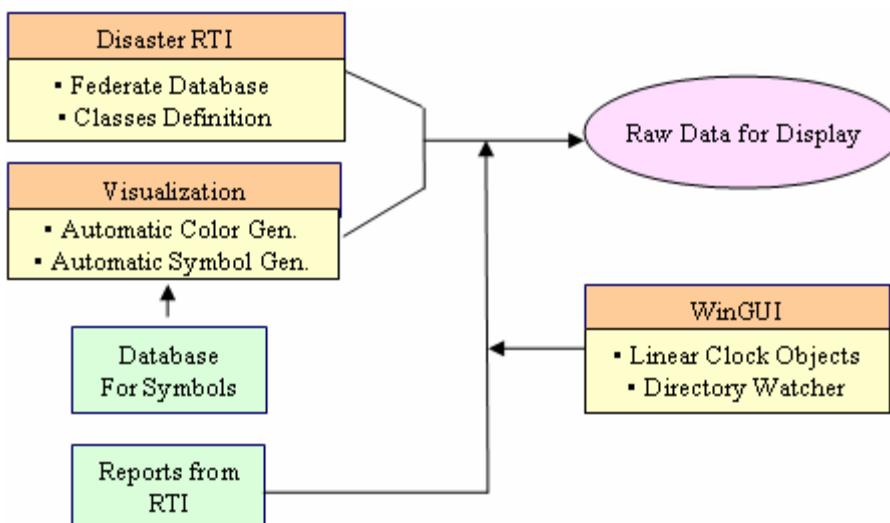 Disaster RTI
▪ Federate Database
▪ Classes Definition
Raw Data for Display
Visualization
▪ Automatic Color Gen.
▪ Automatic Symbol Gen.
WinGUI
▪ Linear Clock Objects
▪ Directory Watcher
Database
For Symbols
Reports from
RTI